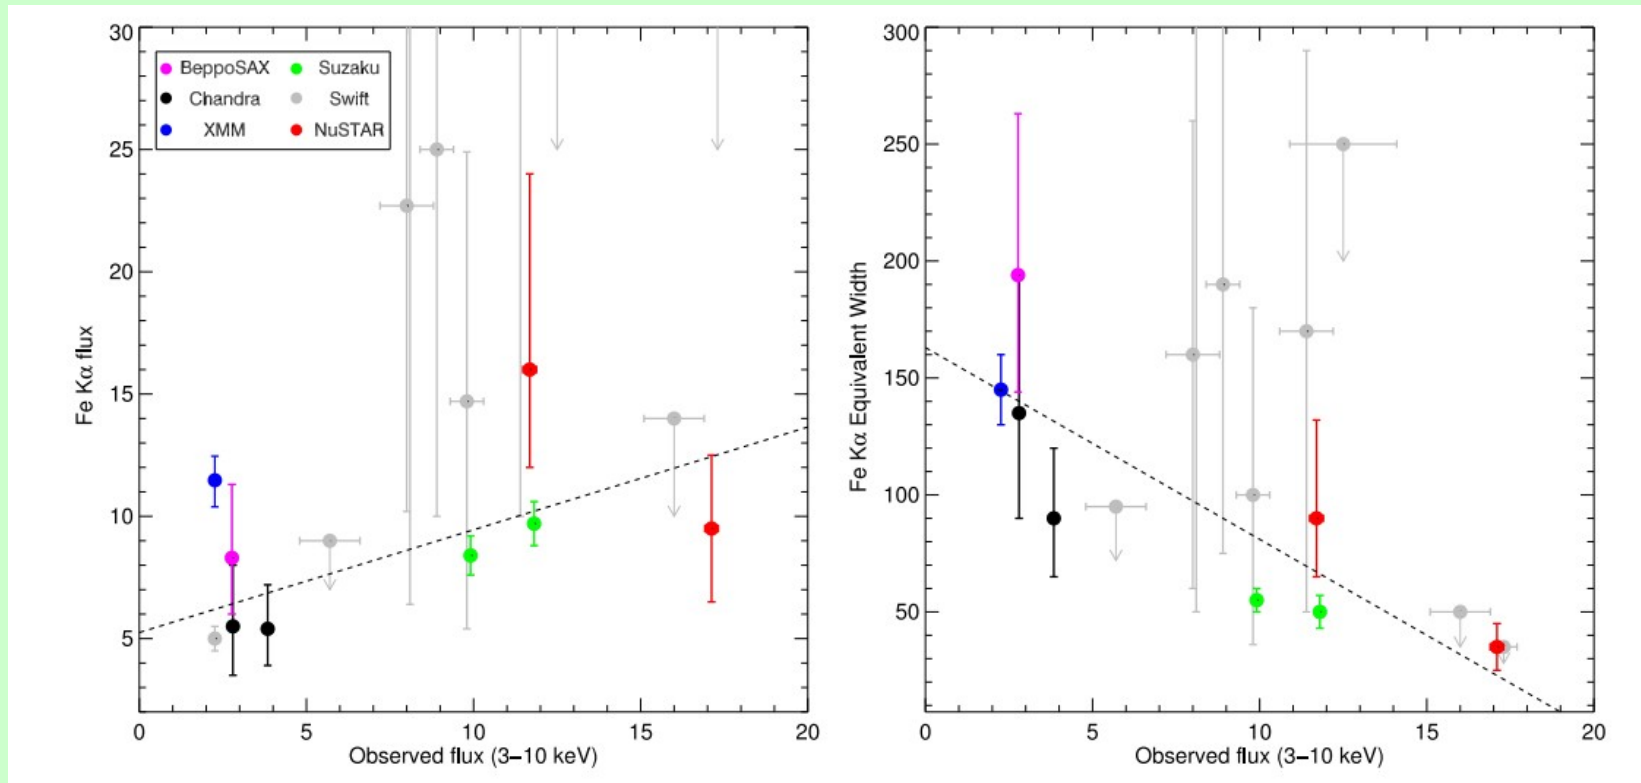 30
25
20
15
10
5
0 5 10 15 20
Fe Kα flux
Observed flux (3−10 keV)
BeppoSAX Suzaku
Chandra Swift
XMM NuSTAR
300
250
200
150
100
50
0 5 10 15 20
Fe Kα Equivalent Width
Observed flux (3−10 keV)